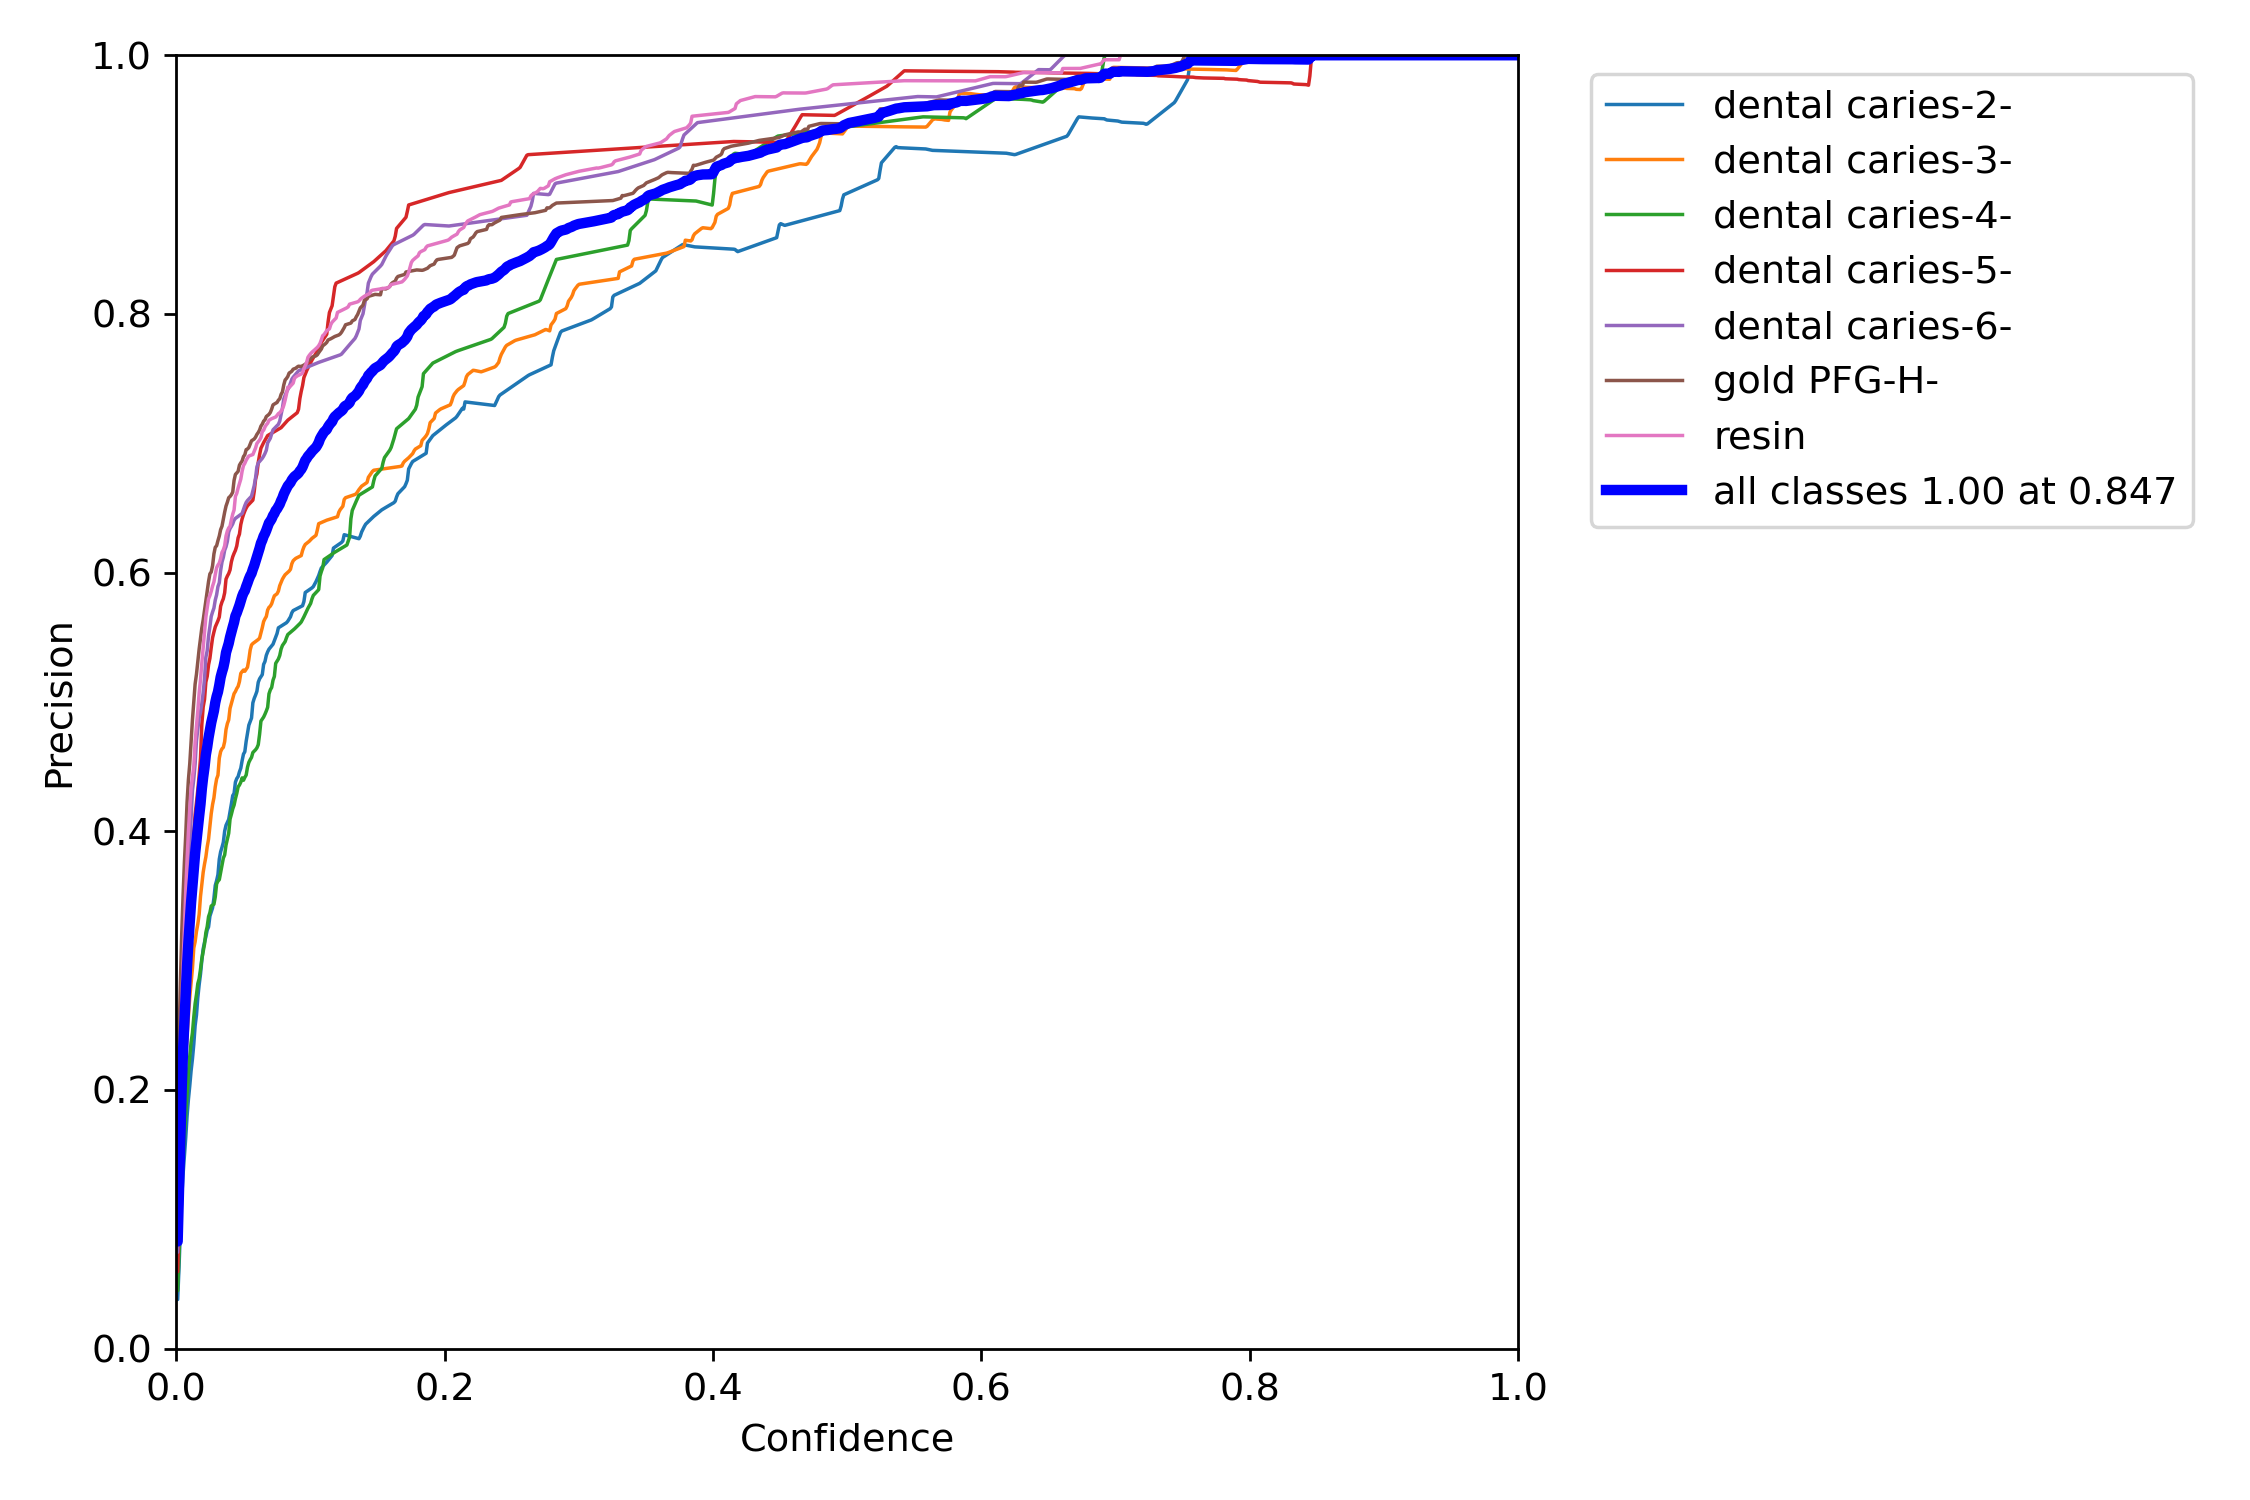 1.0
0.8
0.6
0.4
0.2
0.0
Precision
0.0 0.2 0.4 0.6 0.8 1.0
Confidence
dental caries-2-
dental caries-3-
dental caries-4-
dental caries-5-
dental caries-6-
gold PFG-H-
resin
all classes 1.00 at 0.847